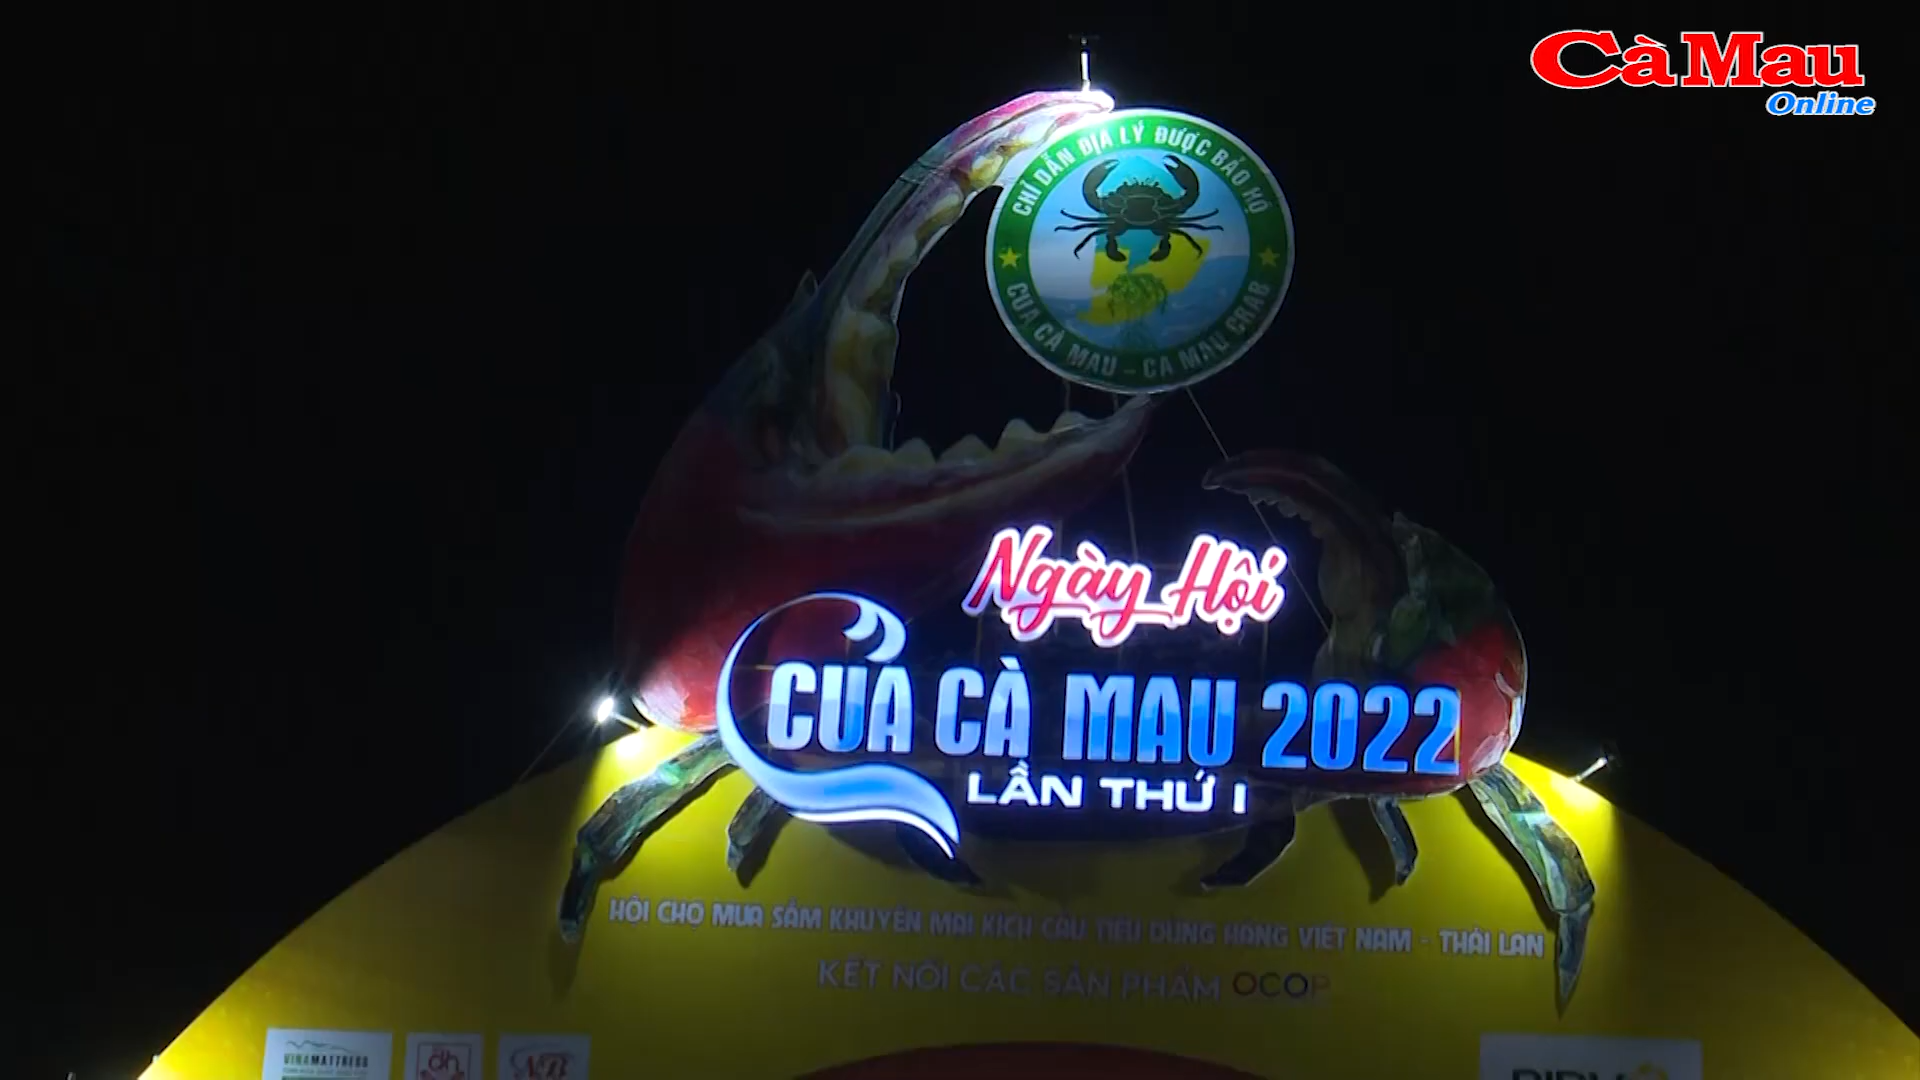 Cà Mau
Online
CHỈ DẪN ĐỊA LÝ ĐƯỢC BẢO HỘ
CUA CÀ MAU - CA MAU CRAB
Ngày Hội
CUA CÀ MAU 2022
LẦN THỨ I
HỘI CHỢ MUA SẮM KHUYẾN MẠI KÍCH CẦU TIÊU DÙNG HÀNG VIỆT NAM - THÁI LAN
KẾT NỐI CÁC SẢN PHẨM OCOP
VINAMATTRESS